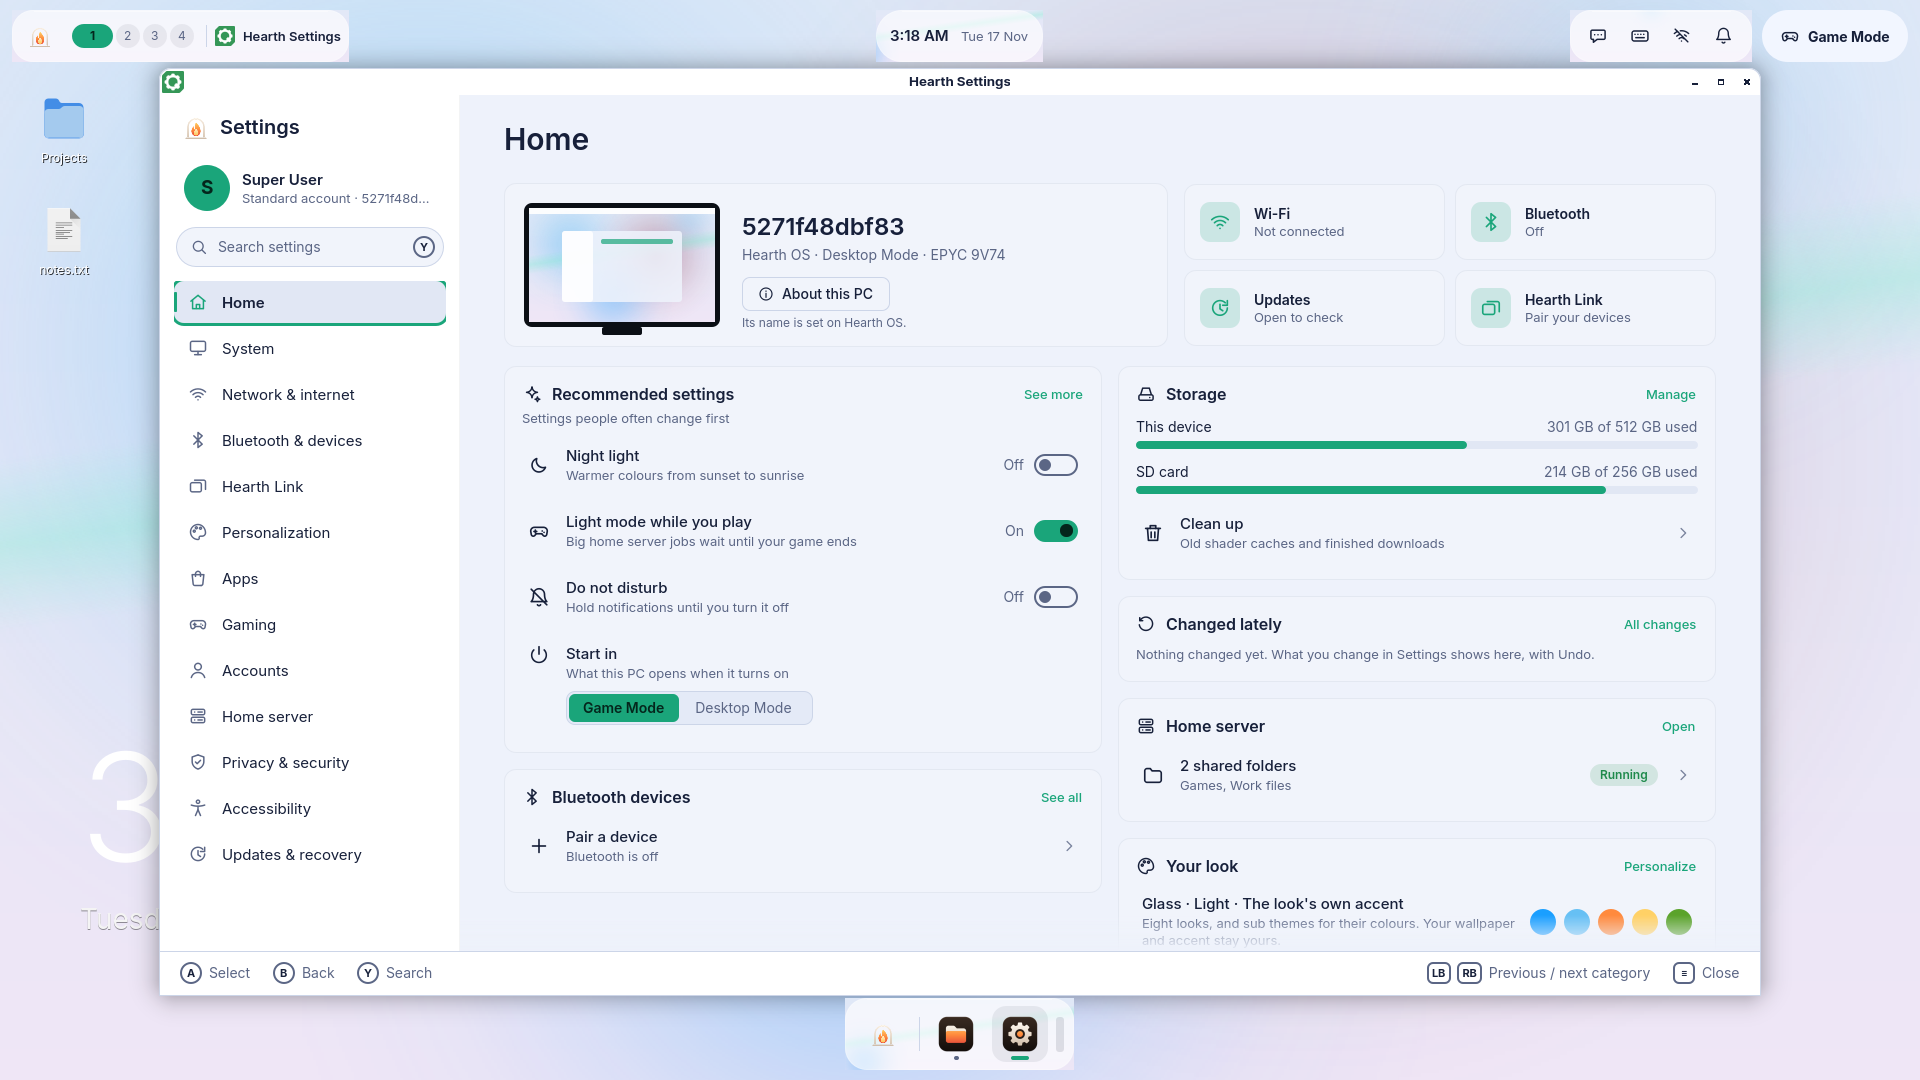 1 2 3 4 Hearth Settings
3:18 AM Tue 17 Nov
Game Mode
Projects
notes.txt
3
Tuesd
Hearth Settings
Settings
S
Super User
Standard account · 5271f48d...
Search settings Y
Home
System
Network & internet
Bluetooth & devices
Hearth Link
Personalization
Apps
Gaming
Accounts
Home server
Privacy & security
Accessibility
Updates & recovery
Home
5271f48dbf83
Hearth OS · Desktop Mode · EPYC 9V74
About this PC
Its name is set on Hearth OS.
Wi-Fi
Not connected
Bluetooth
Off
Updates
Open to check
Hearth Link
Pair your devices
Recommended settings See more
Settings people often change first
Night light
Warmer colours from sunset to sunrise
Off
Light mode while you play
Big home server jobs wait until your game ends
On
Do not disturb
Hold notifications until you turn it off
Off
Start in
What this PC opens when it turns on
Game Mode Desktop Mode
Bluetooth devices See all
Pair a device
Bluetooth is off
Storage Manage
This device 301 GB of 512 GB used
SD card 214 GB of 256 GB used
Clean up
Old shader caches and finished downloads
Changed lately All changes
Nothing changed yet. What you change in Settings shows here, with Undo.
Home server Open
2 shared folders
Games, Work files
Running
Your look Personalize
Glass · Light · The look's own accent
Eight looks, and sub themes for their colours. Your wallpaper
and accent stay yours.
A Select B Back Y Search
LB RB Previous / next category Close